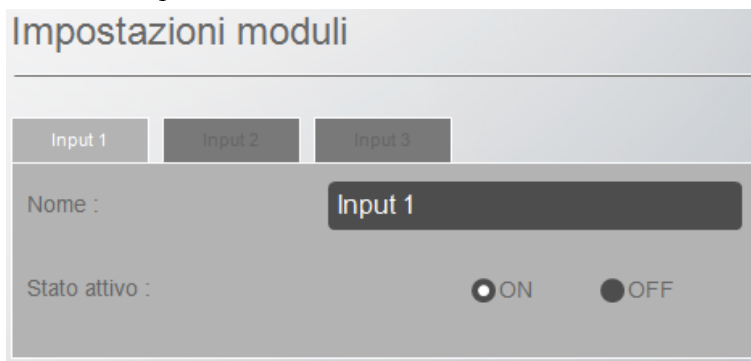 Impostazioni moduli
Input 1 Input 2 Input 3
Nome : Input 1
Stato attivo : ON OFF